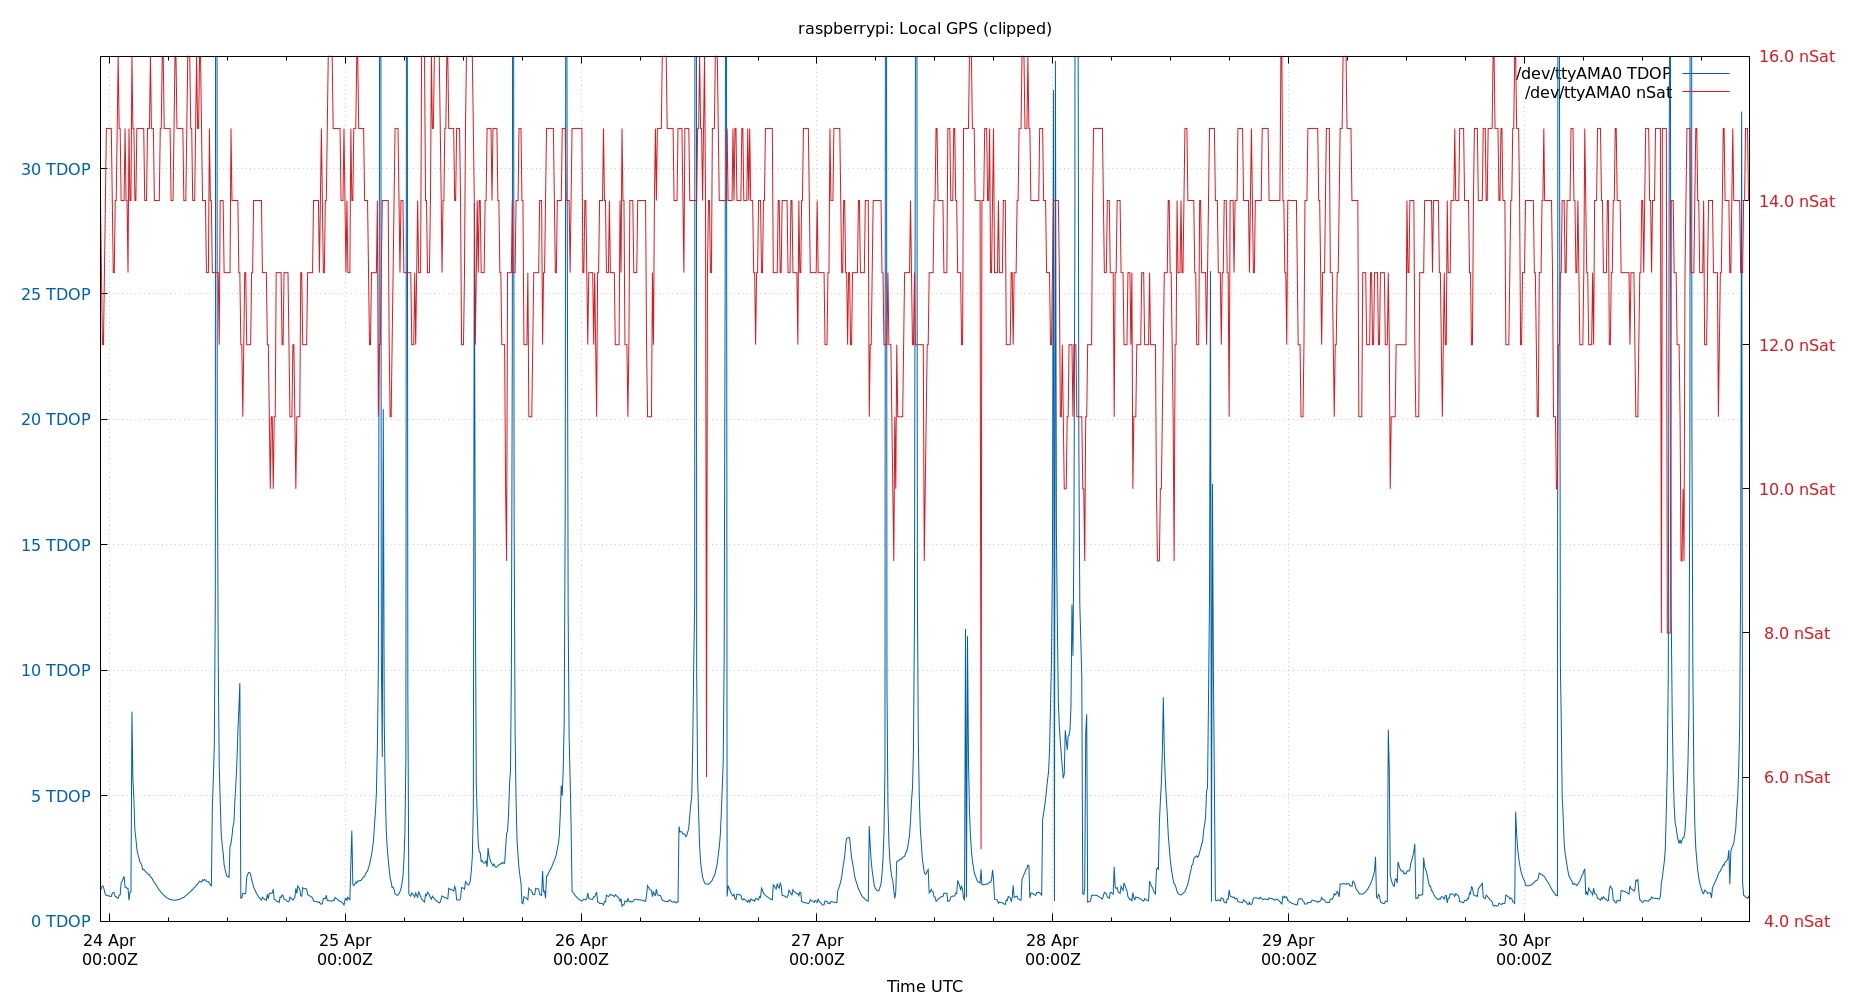 raspberrypi: Local GPS (clipped)
16.0 nSat
/dev/ttyAMA0 TDOP
/dev/ttyAMA0 nSat
30 TDOP
14.0 nSat
25 TDOP
12.0 nSat
20 TDOP
10.0 nSat
15 TDOP
8.0 nSat
10 TDOP
6.0 nSat
5 TDOP
0 TDOP
4.0 nSat
24 Apr 25 Apr 26 Apr 27 Apr 28 Apr 29 Apr 30 Apr
00:00Z 00:00Z 00:00Z 00:00Z 00:00Z 00:00Z 00:00Z
Time UTC